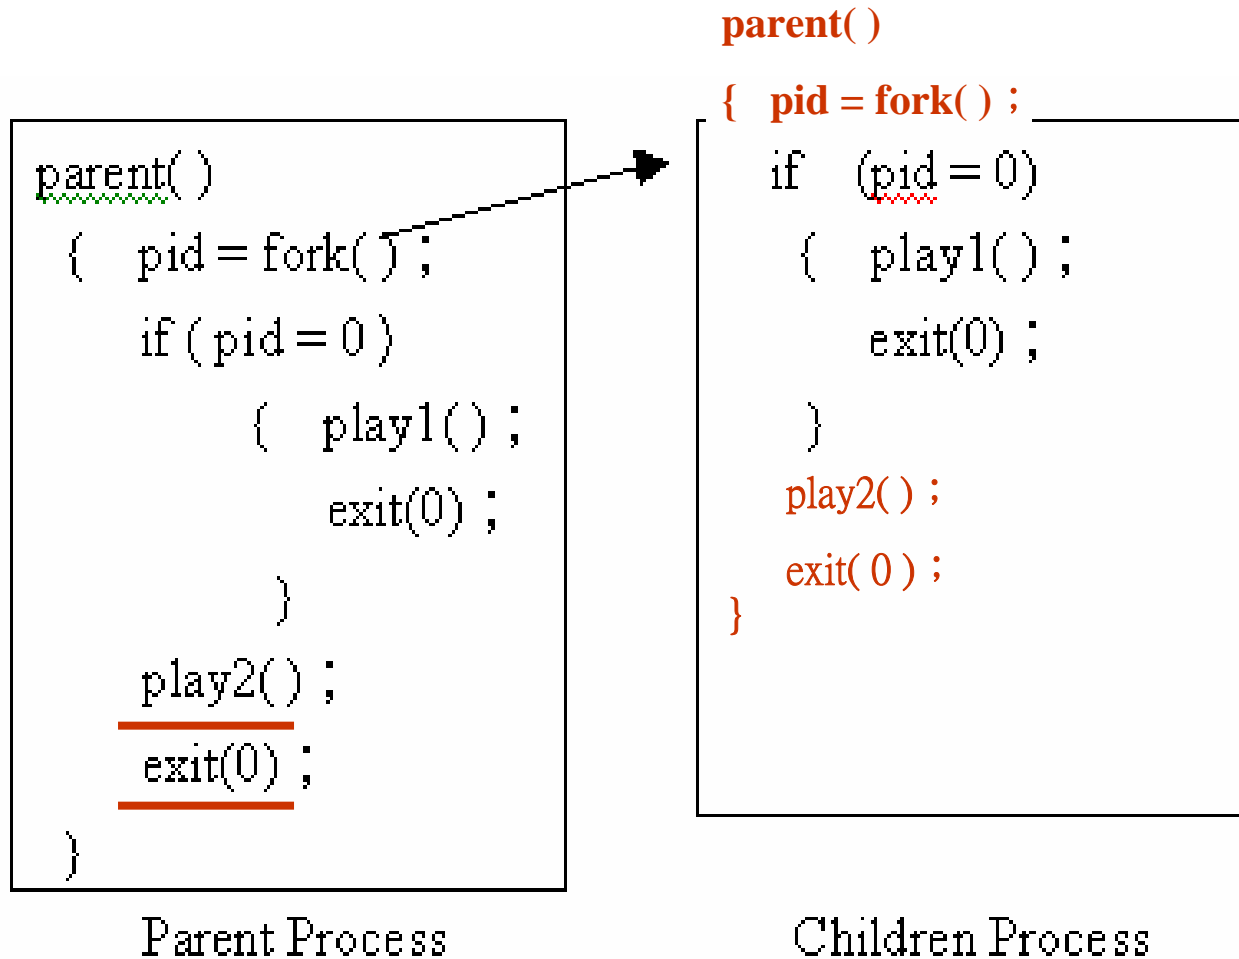 parent( )
{ pid = fork( ) ;
if ( pid = 0 )
{ play1( ) ;
exit(0) ;
}
play2( ) ;
exit(0) ;
}
Parent Process
parent( )
{ pid = fork( ) ;
if (pid = 0)
{ play1( ) ;
exit(0) ;
}
play2( ) ;
exit( 0 ) ;
}
Children Process